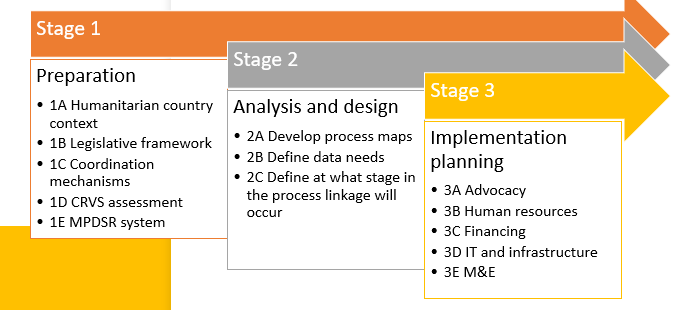 Stage 1
Preparation
• 1A Humanitarian country
context
• 1B Legislative framework
• 1C Coordination
mechanisms
• 1D CRVS assessment
• 1E MPDSR system
Stage 2
Analysis and design
• 2A Develop process maps
• 2B Define data needs
• 2C Define at what stage in
the process linkage will
occur
Stage 3
Implementation
planning
• 3A Advocacy
• 3B Human resources
• 3C Financing
• 3D IT and infrastructure
• 3E M&E